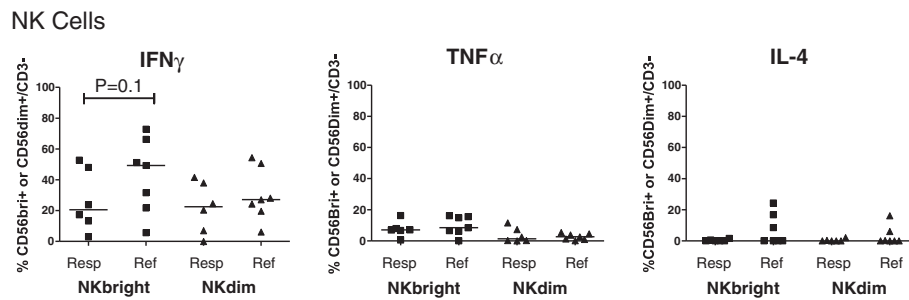 NK Cells
IFNγ
% CD56bri+ or CD56dim+/CD3-
100
80
60
40
20
0
P=0.1
Resp Ref Resp Ref
NKbright NKdim
TNF α
% CD56Bri+ or CD56Dim+/CD3-
100
80
60
40
20
0
Resp Ref Resp Ref
NKbright NKdim
IL-4
%CD56Bri+ or CD56Dim+/CD3-
100
80
60
40
20
0
Resp Ref Resp Ref
NKbright NKdim